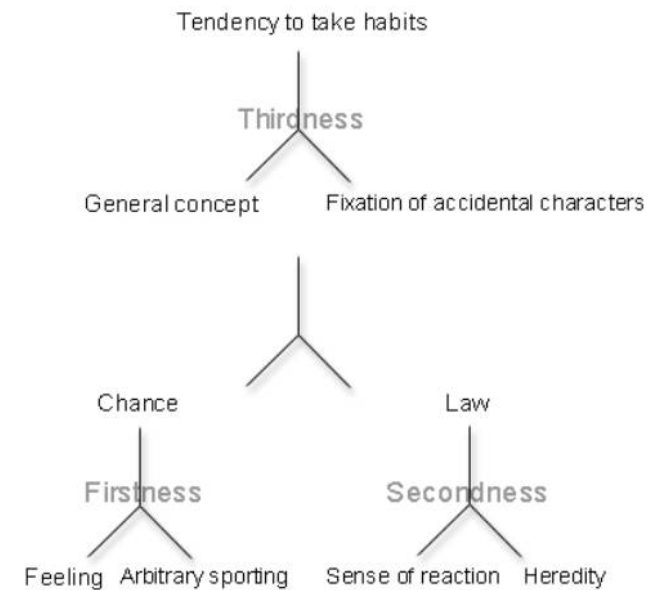 Tendency to take habits
Thirdness
General concept Fixation of accidental characters
Chance Law
Firstness Secondness
Feeling Arbitrary sporting Sense of reaction Heredity